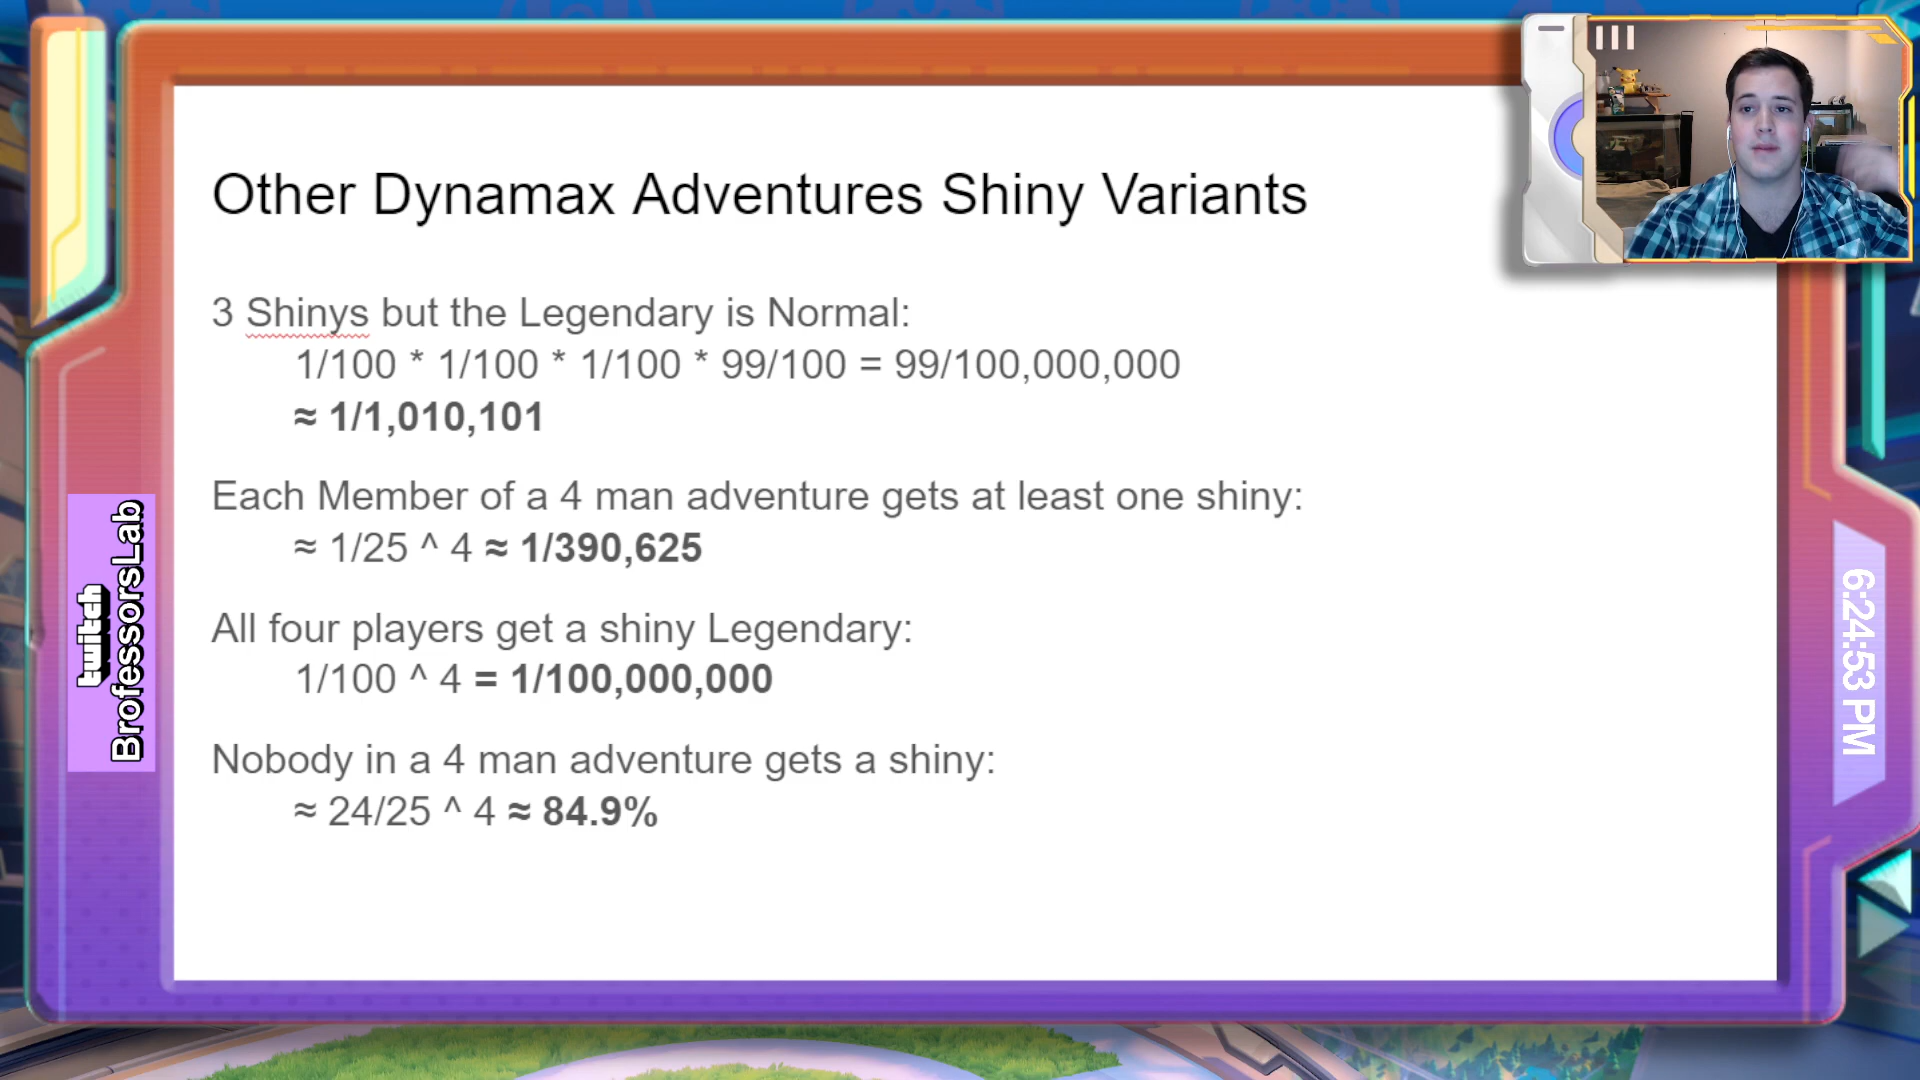 Other Dynamax Adventures Shiny Variants
3 Shinys but the Legendary is Normal:
1/100 * 1/100 * 1/100 * 99/100 = 99/100,000,000
≈ 1/1,010,101
Each Member of a 4 man adventure gets at least one shiny:
≈ 1/25 ^ 4 ≈ 1/390,625
All four players get a shiny Legendary:
1/100 ^ 4 = 1/100,000,000
Nobody in a 4 man adventure gets a shiny:
≈ 24/25 ^ 4 ≈ 84.9%
twitch
BrofessorsLab
6:24:53 PM